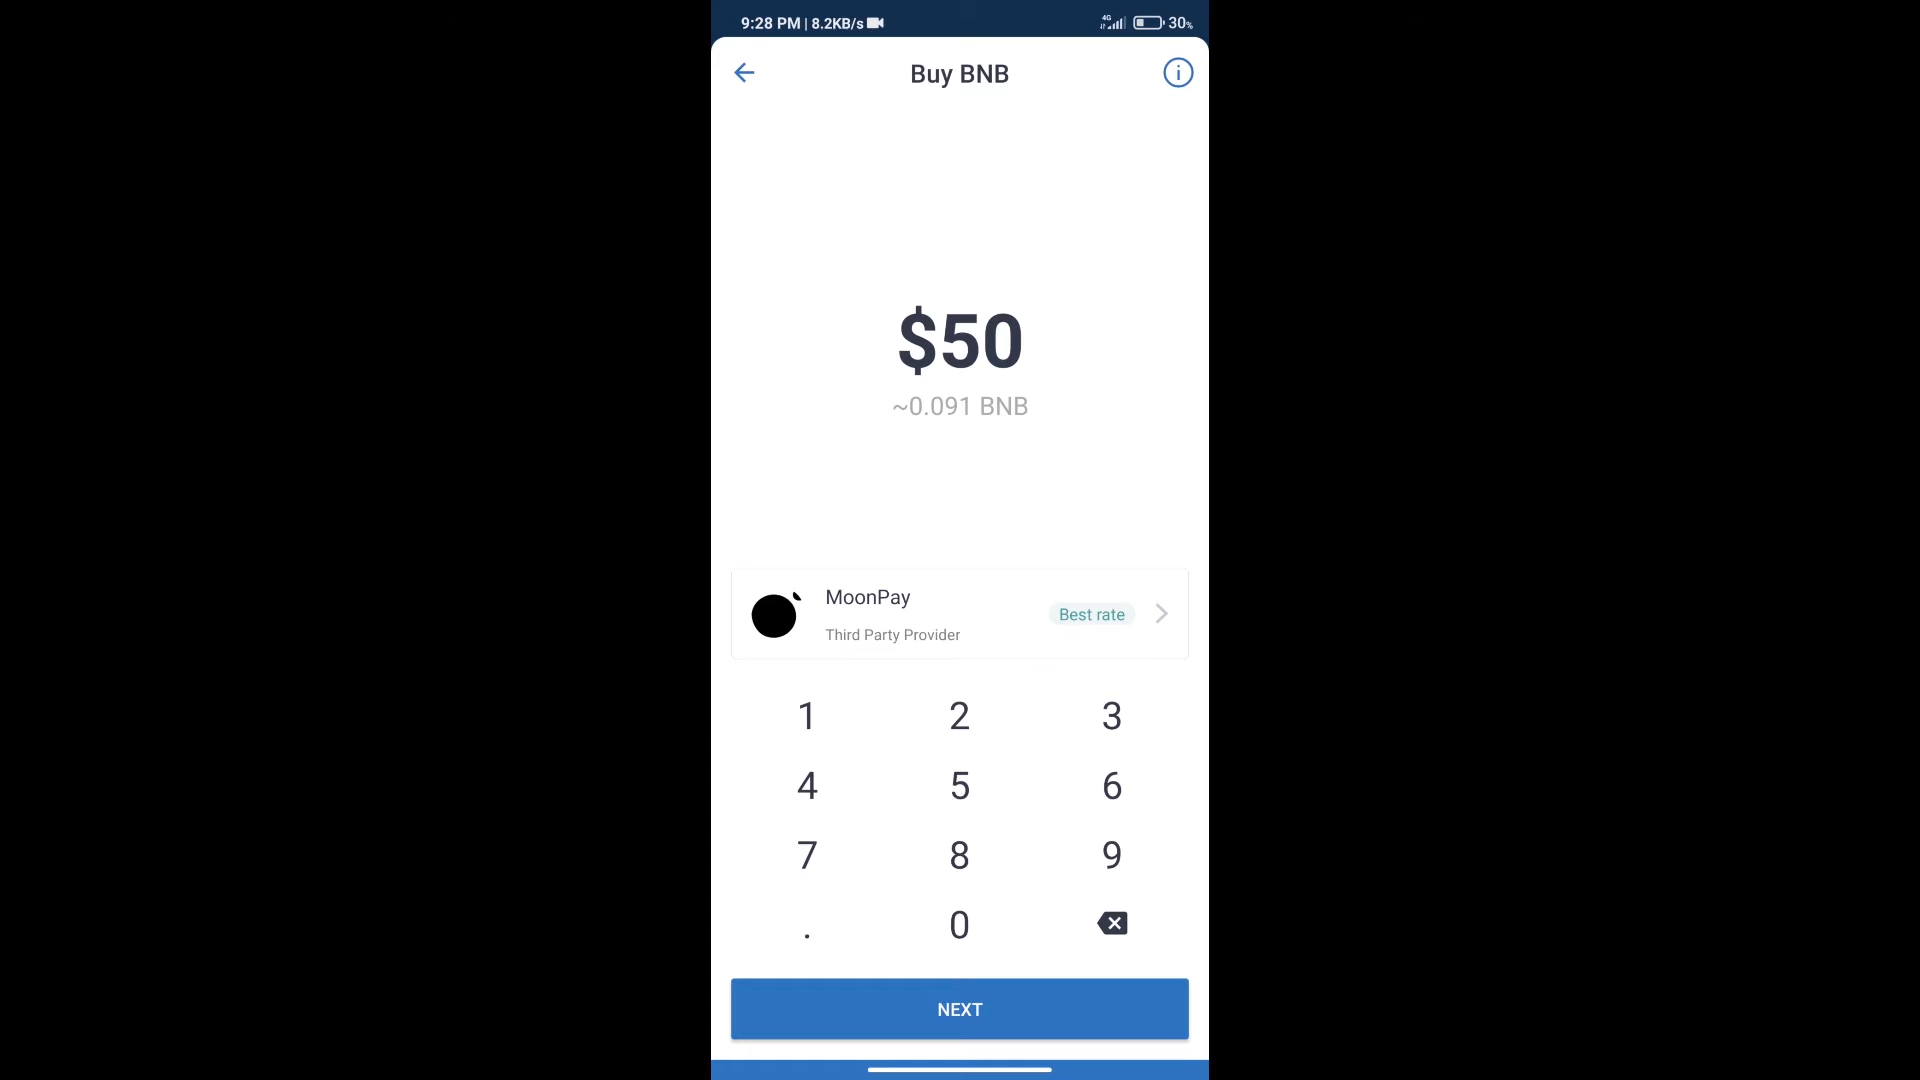 9:28 PM | 8.2KB/s 4G 30%
Buy BNB
$50
~0.091 BNB
MoonPay
Best rate
Third Party Provider
1 2 3
4 5 6
7 8 9
. 0
NEXT